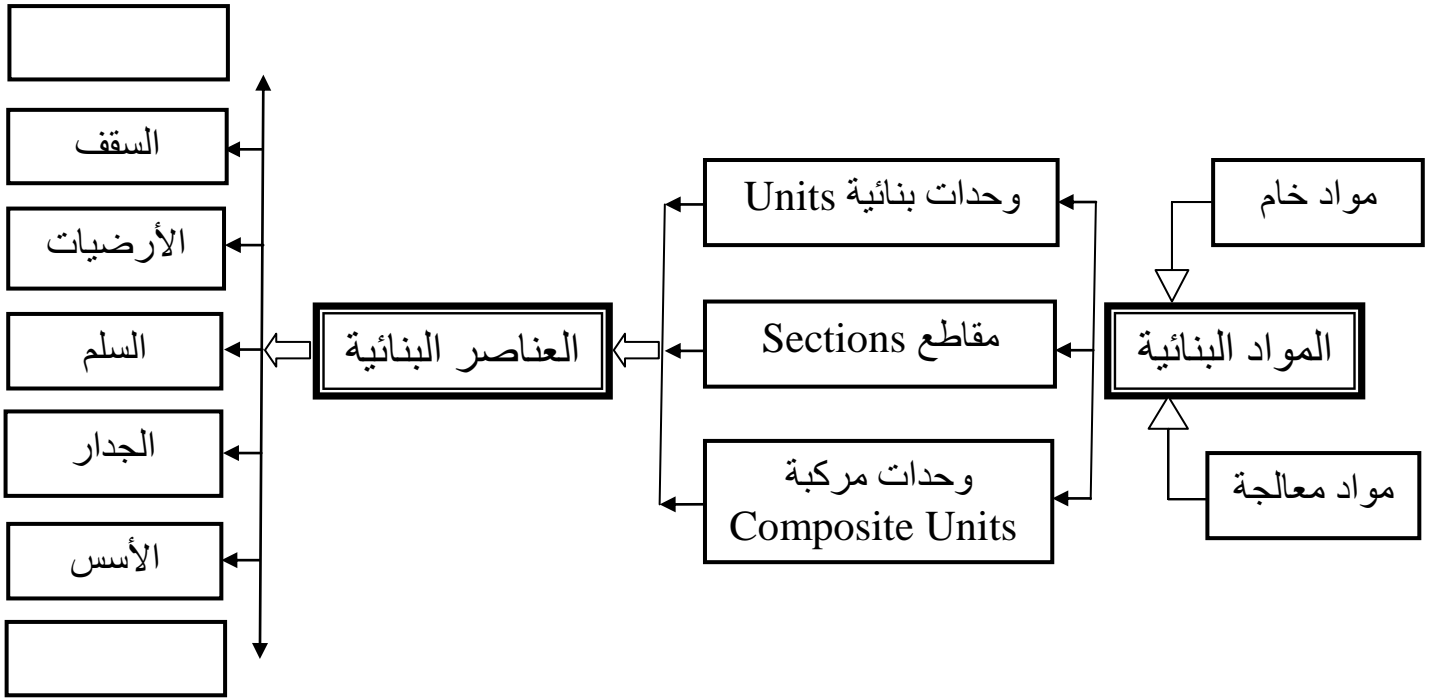 مواد خام
المواد البنائية
مواد معالجة
وحدات بنائية Units
مقاطع Sections
وحدات مركبة
Composite Units
العناصر البنائية
السقف
الأرضيات
السلم
الجدار
الأسس